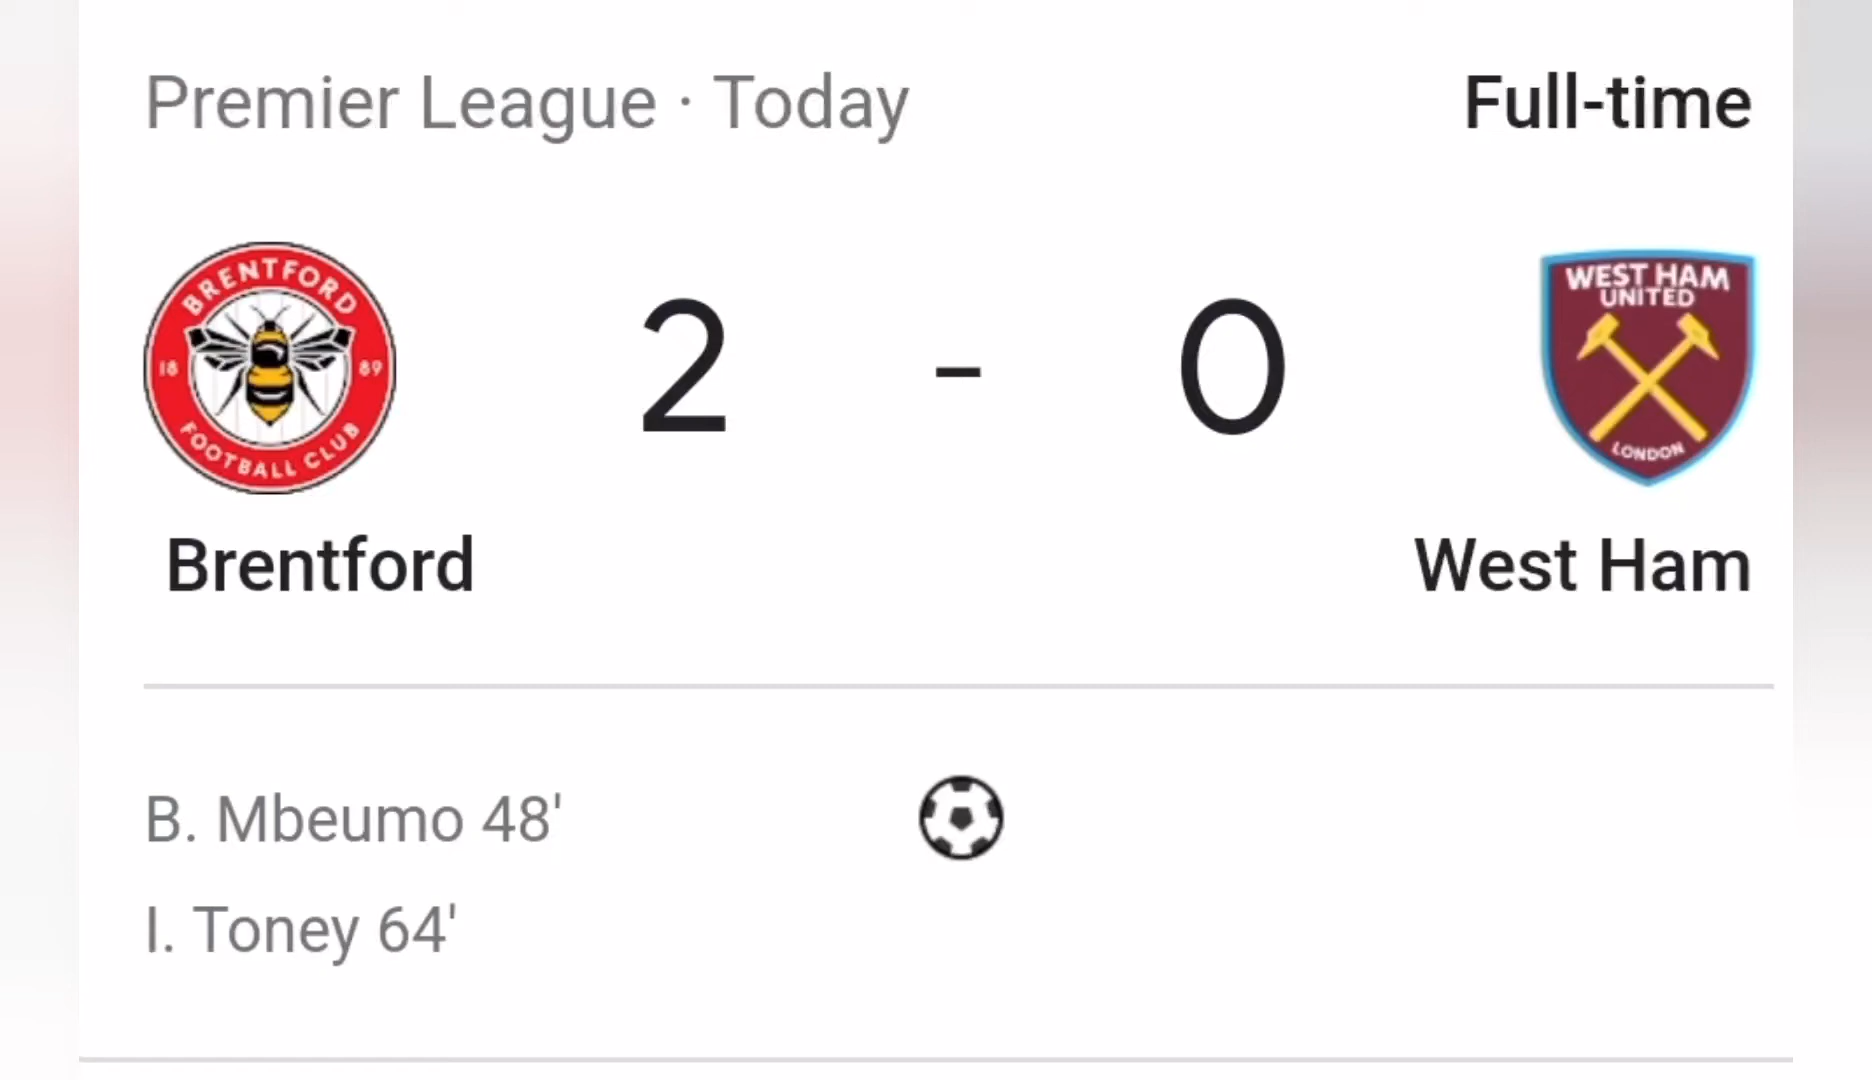 Premier League · Today
Full-time
BRENTFORD
18 89
FOOTBALL CLUB
2 - 0
WEST HAM
UNITED
LONDON
Brentford
West Ham
B. Mbeumo 48'
I. Toney 64'